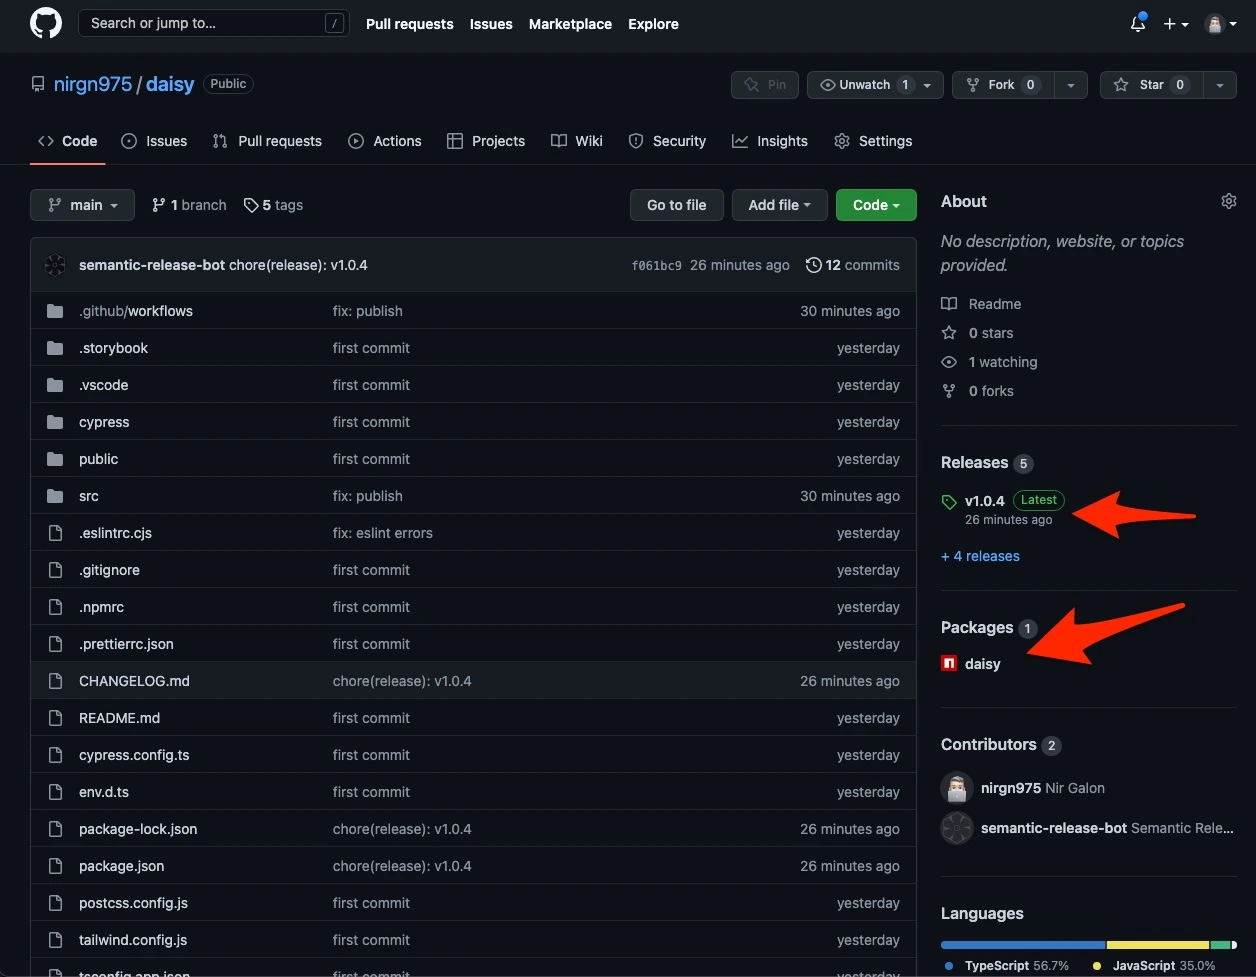 Search or jump to... /
Pull requests Issues Marketplace Explore
nirgn975 / daisy Public
Pin Unwatch 1 Fork 0 Star 0
Code Issues Pull requests Actions Projects Wiki Security Insights Settings
main 1 branch 5 tags Go to file Add file Code
semantic-release-bot chore(release): v1.0.4 f061bc9 26 minutes ago 12 commits
.github/workflows fix: publish 30 minutes ago
.storybook first commit yesterday
.vscode first commit yesterday
cypress first commit yesterday
public first commit yesterday
src fix: publish 30 minutes ago
.eslintrc.cjs fix: eslint errors yesterday
.gitignore first commit yesterday
.npmrc first commit yesterday
.prettierrc.json first commit yesterday
CHANGELOG.md chore(release): v1.0.4 26 minutes ago
README.md first commit yesterday
cypress.config.ts first commit yesterday
env.d.ts first commit yesterday
package-lock.json chore(release): v1.0.4 26 minutes ago
package.json chore(release): v1.0.4 26 minutes ago
postcss.config.js first commit yesterday
tailwind.config.js first commit yesterday
tsconfig.app.json first commit yesterday
About
No description, website, or topics
provided.
Readme
0 stars
1 watching
0 forks
Releases 5
v1.0.4 Latest
26 minutes ago
+ 4 releases
Packages 1
daisy
Contributors 2
nirgn975 Nir Galon
semantic-release-bot Semantic Rele...
Languages
TypeScript 56.7% JavaScript 35.0%